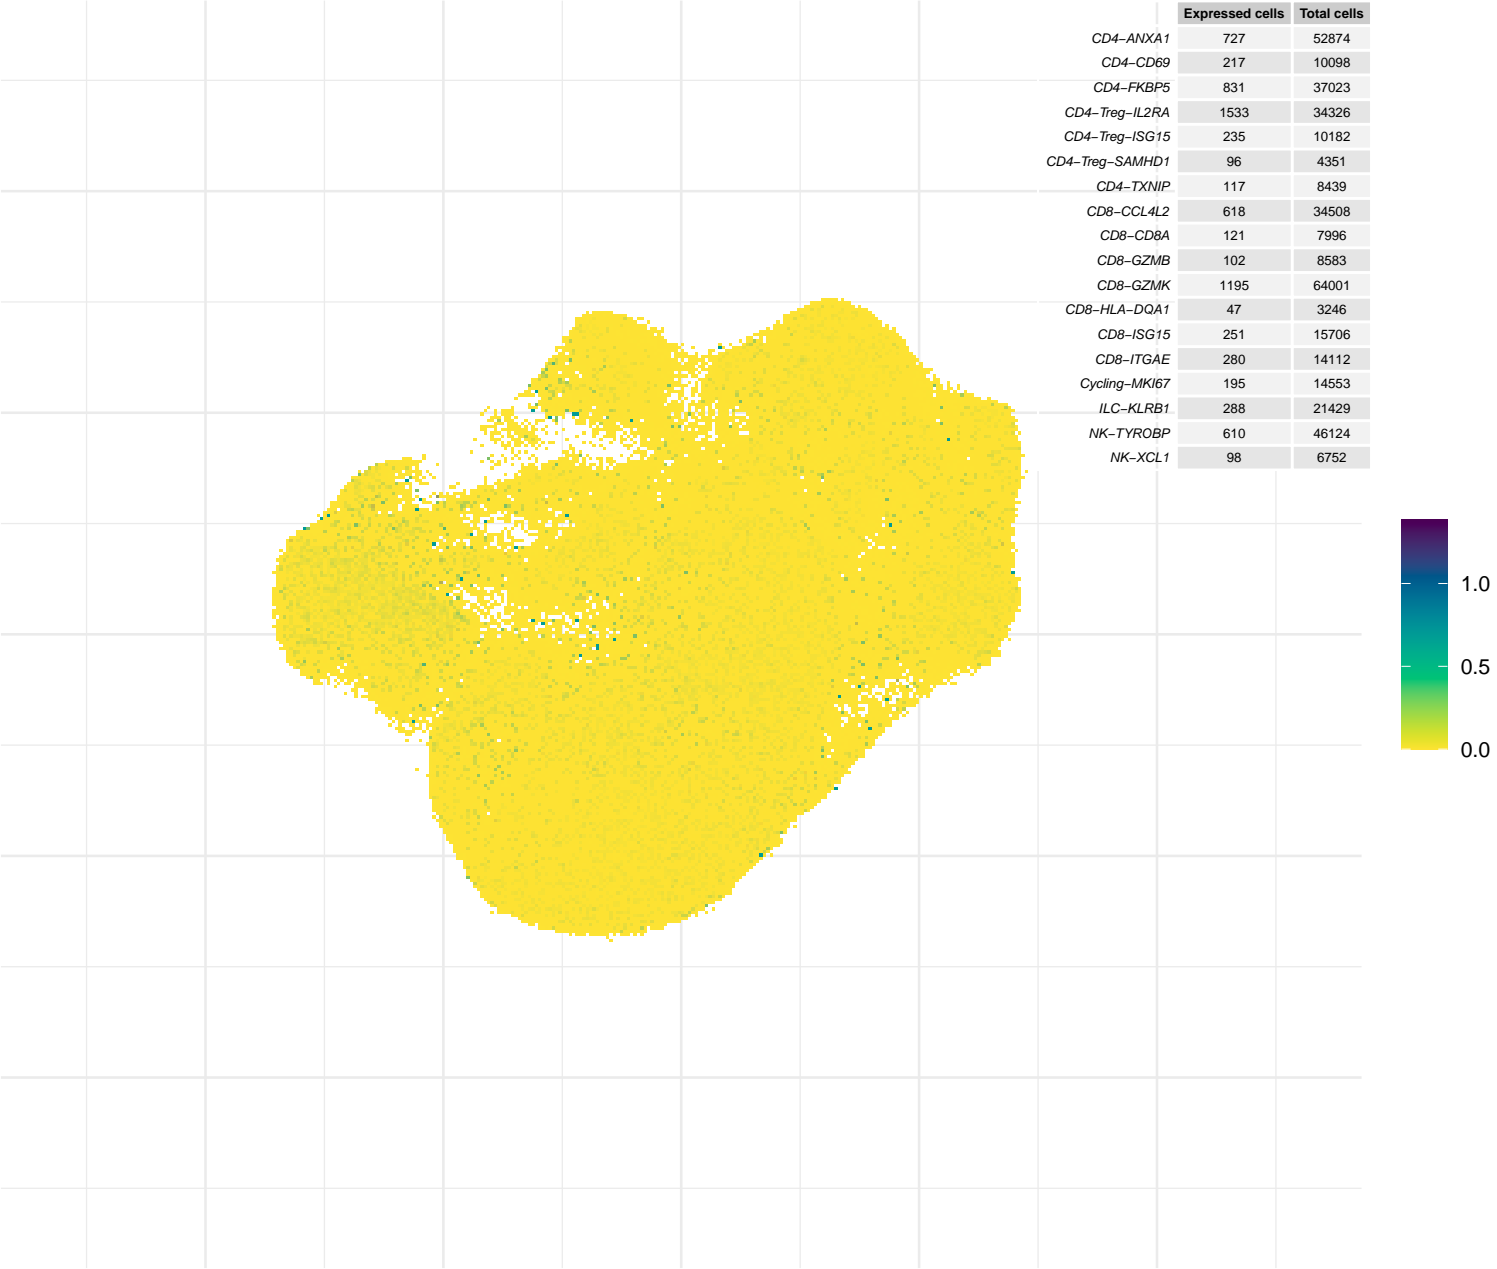 Expressed cells Total cells
CD4−ANXA1 727 52874
CD4−CD69 217 10098
CD4−FKBP5 831 37023
CD4−Treg−IL2RA 1533 34326
CD4−Treg−ISG15 235 10182
CD4−Treg−SAMHD1 96 4351
CD4−TXNIP 117 8439
CD8−CCL4L2 618 34508
CD8−CD8A 121 7996
CD8−GZMB 102 8583
CD8−GZMK 1195 64001
CD8−HLA−DQA1 47 3246
CD8−ISG15 251 15706
CD8−ITGAE 280 14112
Cycling−MKI67 195 14553
ILC−KLRB1 288 21429
NK−TYROBP 610 46124
NK−XCL1 98 6752
1.0
0.5
0.0